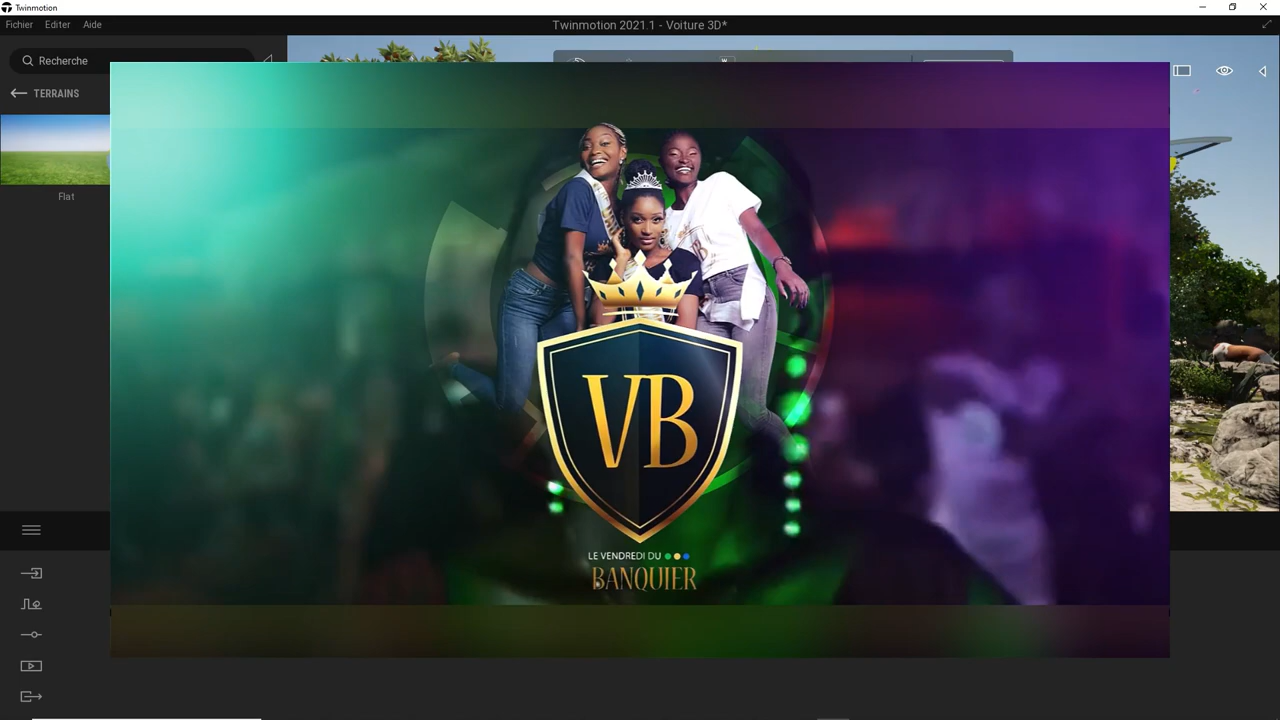 Twinmotion
Fichier Editer Aide
Twinmotion 2021.1 - Voiture 3D*
Recherche
TERRAINS
Flat
VB
LE VENDREDI DU
BANQUIER